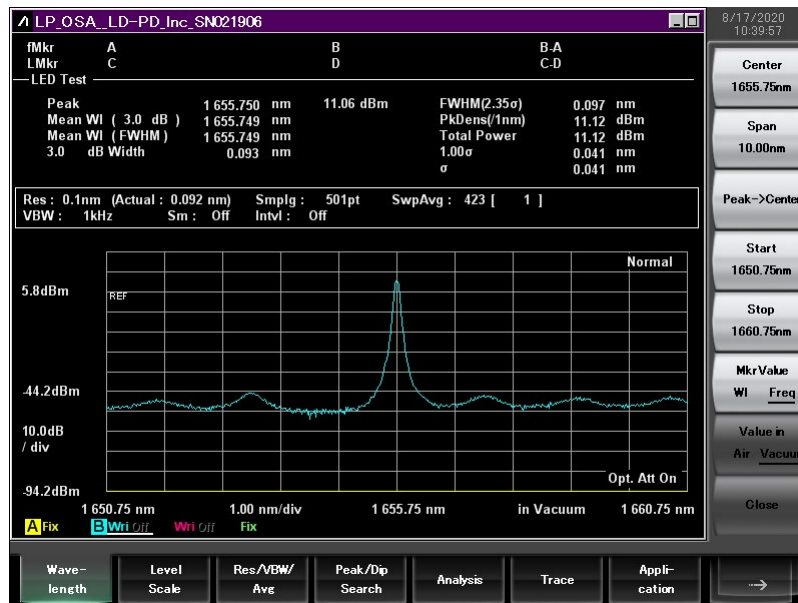 LP_OSA__LD-PD_Inc_SN021906
8/17/2020
10:39:57
fMkr A B B-A
LMkr C D C-D
LED Test
Peak 1 655.750 nm 11.06 dBm FWHM(2.35σ) 0.097 nm
Mean Wl ( 3.0 dB ) 1 655.749 nm PkDens(/1nm) 11.12 dBm
Mean Wl ( FWHM ) 1 655.749 nm Total Power 11.12 dBm
3.0 dB Width 0.093 nm 1.00σ 0.041 nm
σ 0.041 nm
Res : 0.1nm (Actual : 0.092 nm) Smplg : 501pt SwpAvg : 423 [ 1 ]
VBW : 1kHz Sm : Off Intvl : Off
Normal
5.8dBm
REF
-44.2dBm
10.0dB
/ div
Opt. Att On
-94.2dBm
1 650.75 nm 1.00 nm/div 1 655.75 nm in Vacuum 1 660.75 nm
A Fix B Wri Off Wri Off Fix
Center
1655.75nm
Span
10.00nm
Peak->Center
Start
1650.75nm
Stop
1660.75nm
MkrValue
Wl Freq
Value in
Air Vacuum
Close
Wave-
length
Level
Scale
Res/VBW/
Avg
Peak/Dip
Search
Analysis
Trace
Appli-
cation